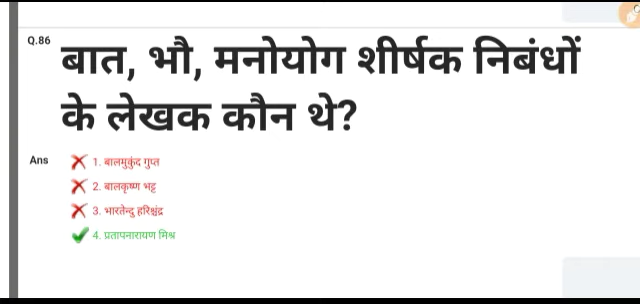 Q.86
बात, भौ, मनोयोग शीर्षक निबंधों
के लेखक कौन थे?
Ans
1. बालमुकुंद गुप्त
2. बालकृष्ण भट्ट
3. भारतेन्दु हरिश्चंद्र
4. प्रतापनारायण मिश्र